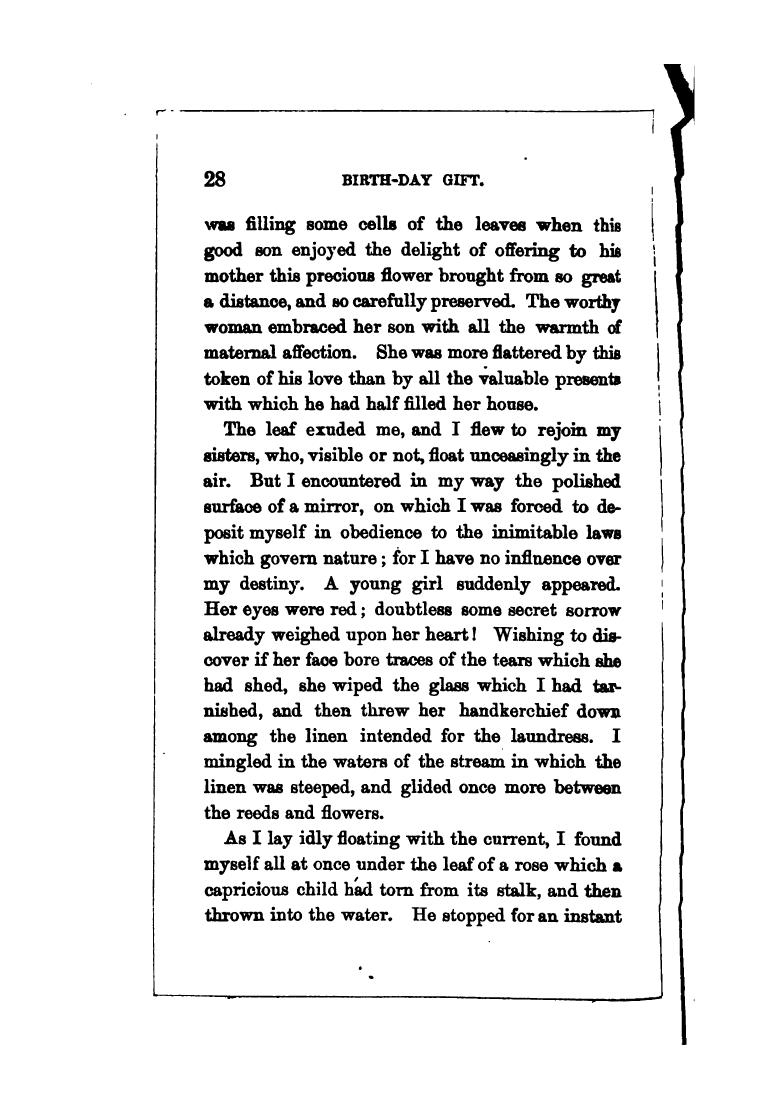 28 BIRTH-DAY GIFT.
was filling some cells of the leaves when this
good son enjoyed the delight of offering to his
mother this precious flower brought from so great
a distance, and so carefully preserved. The worthy
woman embraced her son with all the warmth of
maternal affection. She was more flattered by this
token of his love than by all the valuable presents
with which he had half filled her house.
The leaf exuded me, and I flew to rejoin my
sisters, who, visible or not, float unceasingly in the
air. But I encountered in my way the polished
surface of a mirror, on which I was forced to de-
posit myself in obedience to the inimitable laws
which govern nature; for I have no influence over
my destiny. A young girl suddenly appeared.
Her eyes were red; doubtless some secret sorrow
already weighed upon her heart! Wishing to dis-
cover if her face bore traces of the tears which she
had shed, she wiped the glass which I had tar-
nished, and then threw her handkerchief down
among the linen intended for the laundress. I
mingled in the waters of the stream in which the
linen was steeped, and glided once more between
the reeds and flowers.
As I lay idly floating with the current, I found
myself all at once under the leaf of a rose which a
capricious child had torn from its stalk, and then
thrown into the water. He stopped for an instant